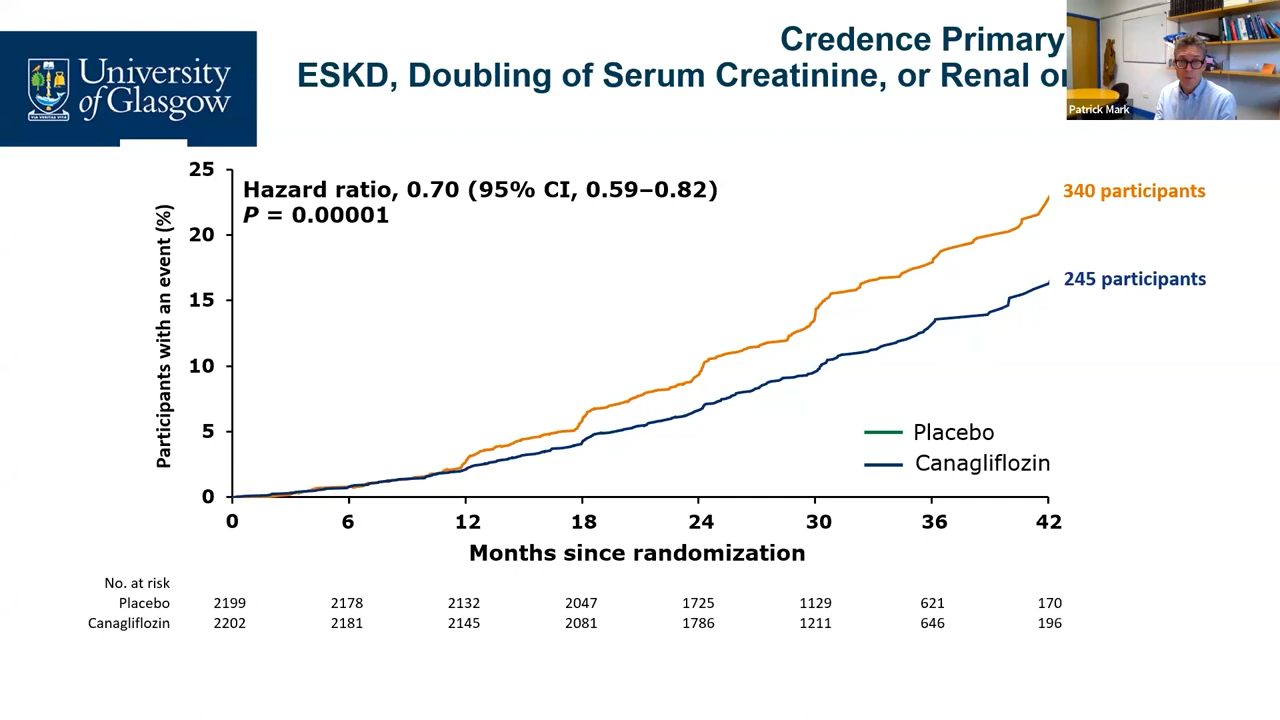 Credence Primary
ESKD, Doubling of Serum Creatinine, or Renal or
Patrick Mark
University
of Glasgow
VIA VERITAS VITA
25
20
15
10
5
0
Participants with an event (%)
Hazard ratio, 0.70 (95% CI, 0.59–0.82)
P = 0.00001
340 participants
245 participants
Placebo
Canagliflozin
0 6 12 18 24 30 36 42
Months since randomization
No. at risk
Placebo 2199 2178 2132 2047 1725 1129 621 170
Canagliflozin 2202 2181 2145 2081 1786 1211 646 196